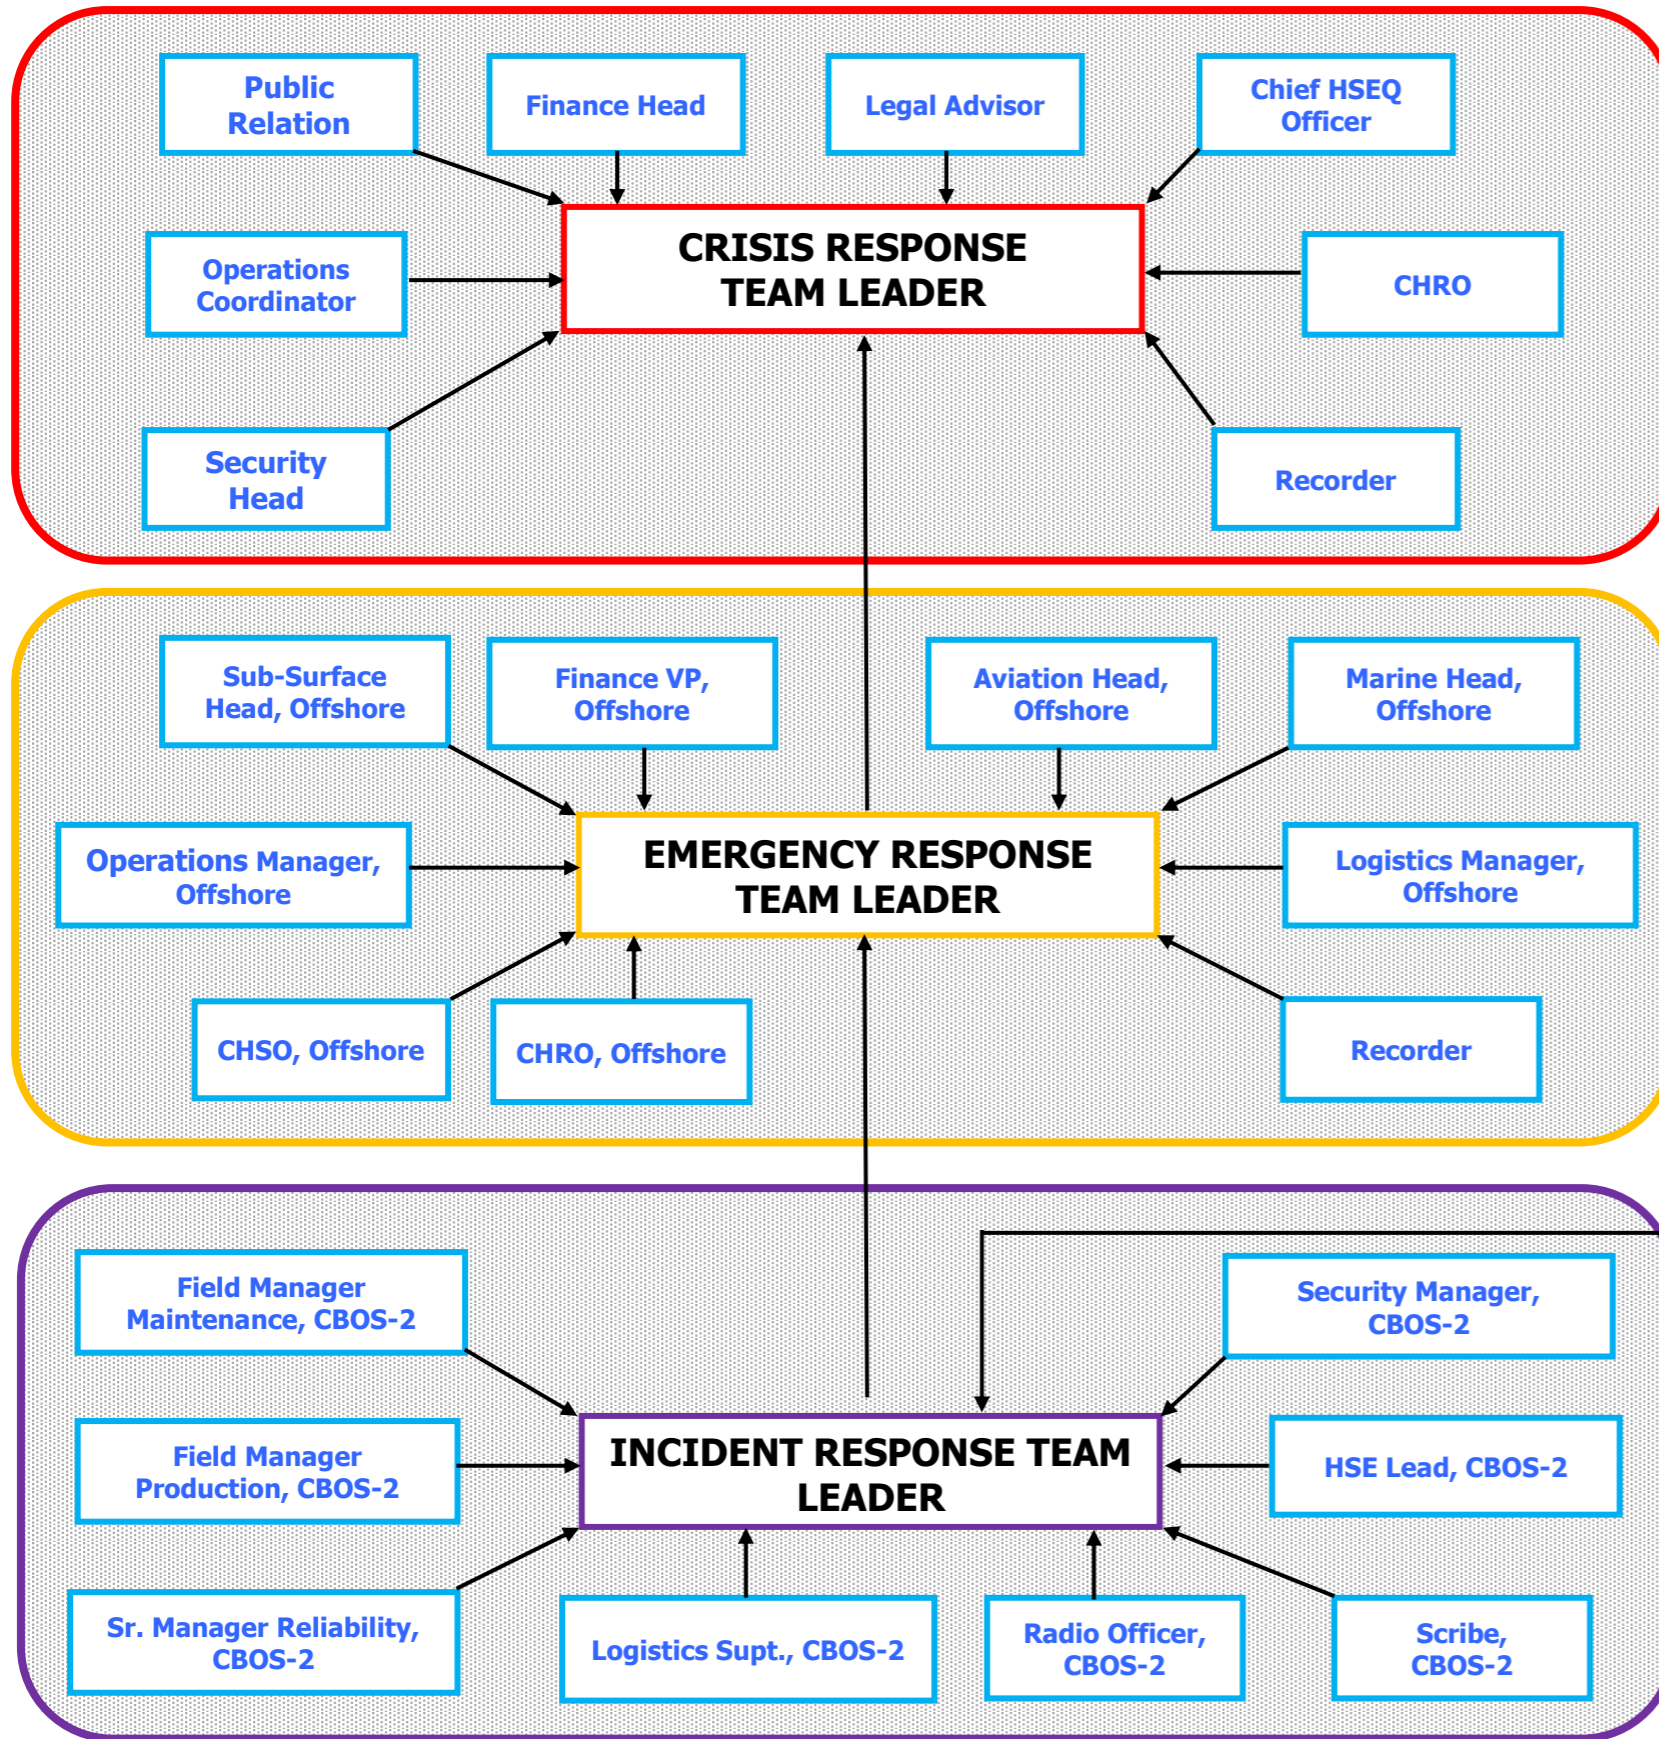 Public
Relation
Finance Head
Legal Advisor
Chief HSEQ
Officer
CRISIS RESPONSE
TEAM LEADER
Operations
Coordinator
CHRO
Security
Head
Recorder
Sub-Surface
Head, Offshore
Finance VP,
Offshore
Aviation Head,
Offshore
Marine Head,
Offshore
Operations Manager,
Offshore
EMERGENCY RESPONSE
TEAM LEADER
Logistics Manager,
Offshore
CHSO, Offshore
CHRO, Offshore
Recorder
Field Manager
Maintenance, CBOS-2
Security Manager,
CBOS-2
Field Manager
Production, CBOS-2
INCIDENT RESPONSE TEAM
LEADER
HSE Lead, CBOS-2
Sr. Manager Reliability,
CBOS-2
Logistics Supt., CBOS-2
Radio Officer,
CBOS-2
Scribe,
CBOS-2